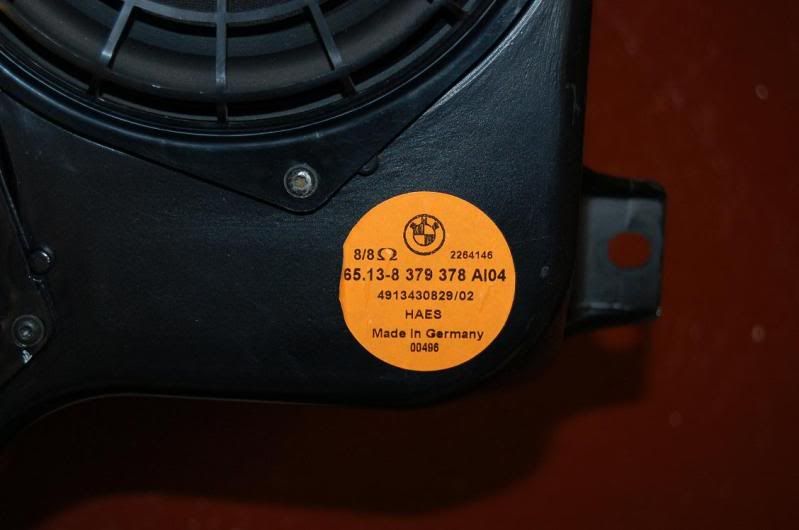 8/8Ω 2264146
65.13-8 379 378 AI04
4913430829/02
HAES
Made in Germany
00496